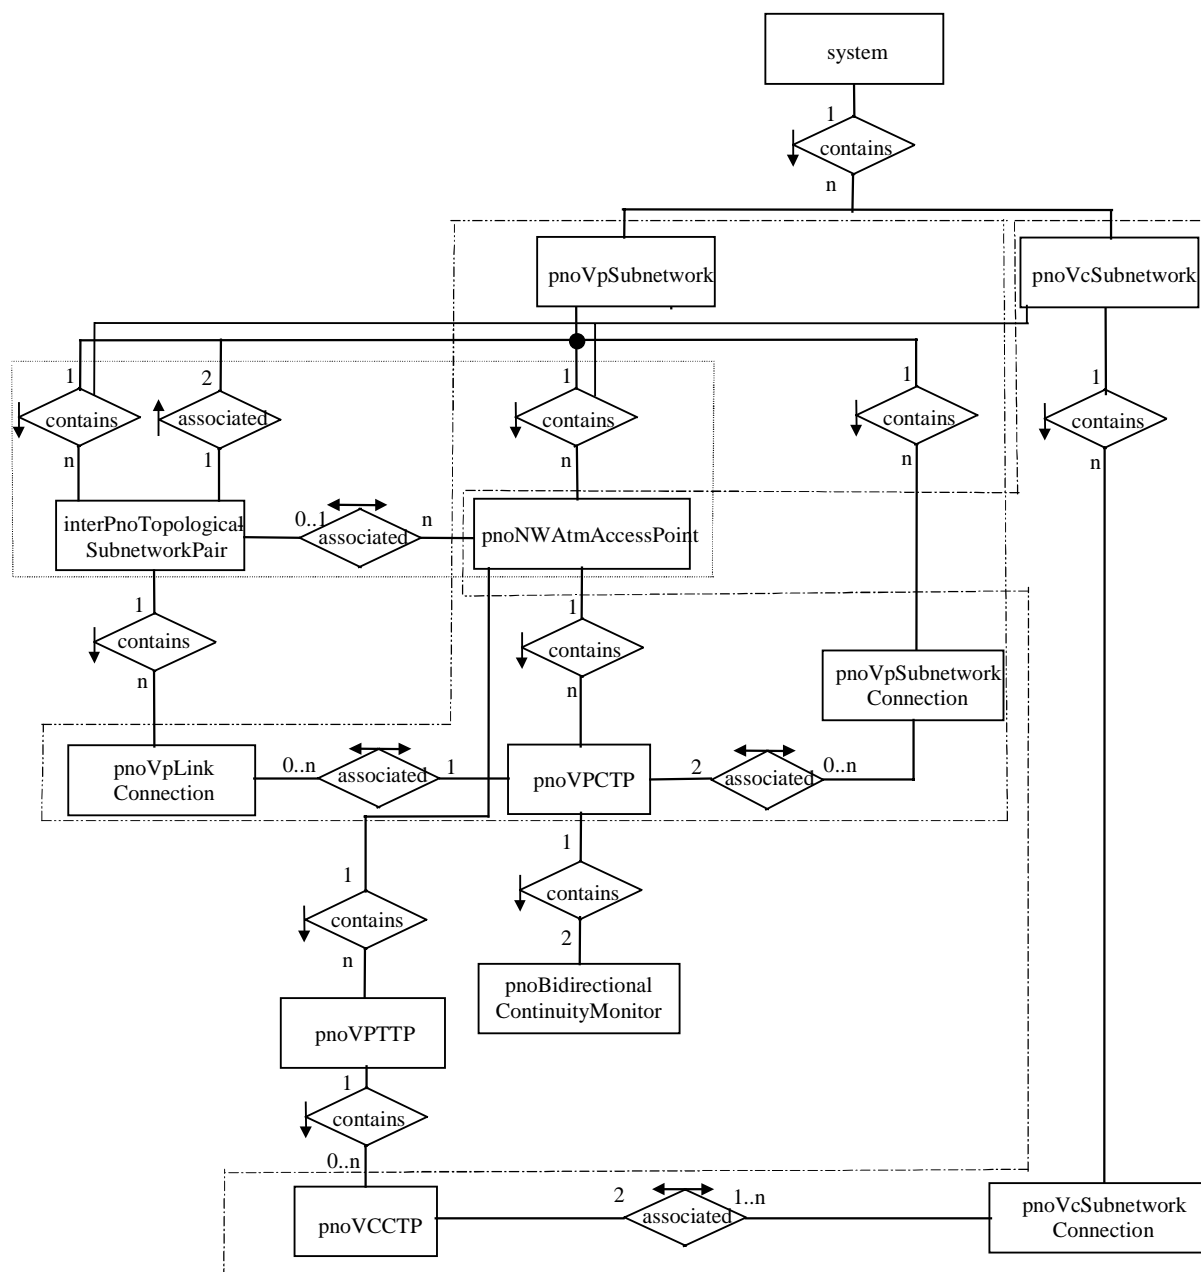 system
1
contains
n
pnoVpSubnetwork
pnoVcSubnetwork
1
2
1
1
1
contains
associated
contains
contains
contains
n
1
n
n
n
interPnoTopological
SubnetworkPair
0..1
associated
n
pnoNWAtmAccessPoint
1
contains
n
1
contains
n
pnoVpSubnetwork
Connection
pnoVpLink
Connection
0..n
associated
1
pnoVPCTP
2
associated
0..n
1
contains
2
1
contains
n
pnoBidirectional
ContinuityMonitor
pnoVPTTP
1
contains
0..n
pnoVCCTP
2
associated
1..n
pnoVcSubnetwork
Connection